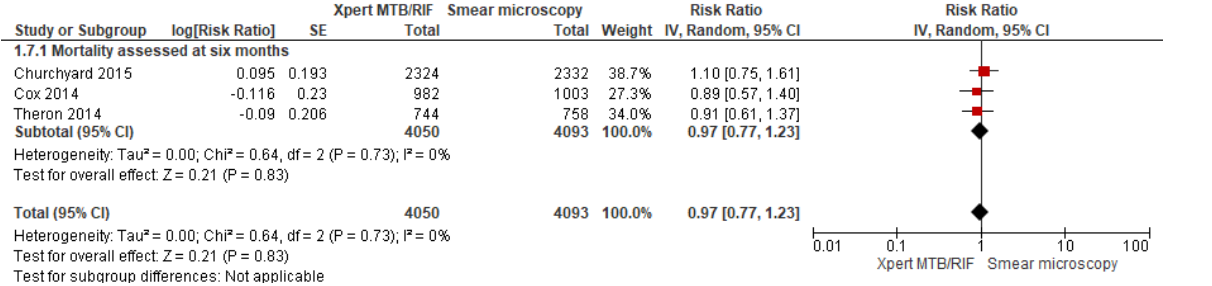 Xpert MTB/RIF Smear microscopy Risk Ratio Risk Ratio
Study or Subgroup log[Risk Ratio] SE Total Total Weight IV, Random, 95% CI IV, Random, 95% CI
1.7.1 Mortality assessed at six months
Churchyard 2015 0.095 0.193 2324 2332 38.7% 1.10 [0.75, 1.61]
Cox 2014 -0.116 0.23 982 1003 27.3% 0.89 [0.57, 1.40]
Theron 2014 -0.09 0.206 744 758 34.0% 0.91 [0.61, 1.37]
Subtotal (95% CI) 4050 4093 100.0% 0.97 [0.77, 1.23]
Heterogeneity: Tau² = 0.00; Chi² = 0.64, df = 2 (P = 0.73); I² = 0%
Test for overall effect: Z = 0.21 (P = 0.83)
Total (95% CI) 4050 4093 100.0% 0.97 [0.77, 1.23]
Heterogeneity: Tau² = 0.00; Chi² = 0.64, df = 2 (P = 0.73); I² = 0%
Test for overall effect: Z = 0.21 (P = 0.83)
Test for subgroup differences: Not applicable
0.01 0.1 1 10 100
Xpert MTB/RIF Smear microscopy